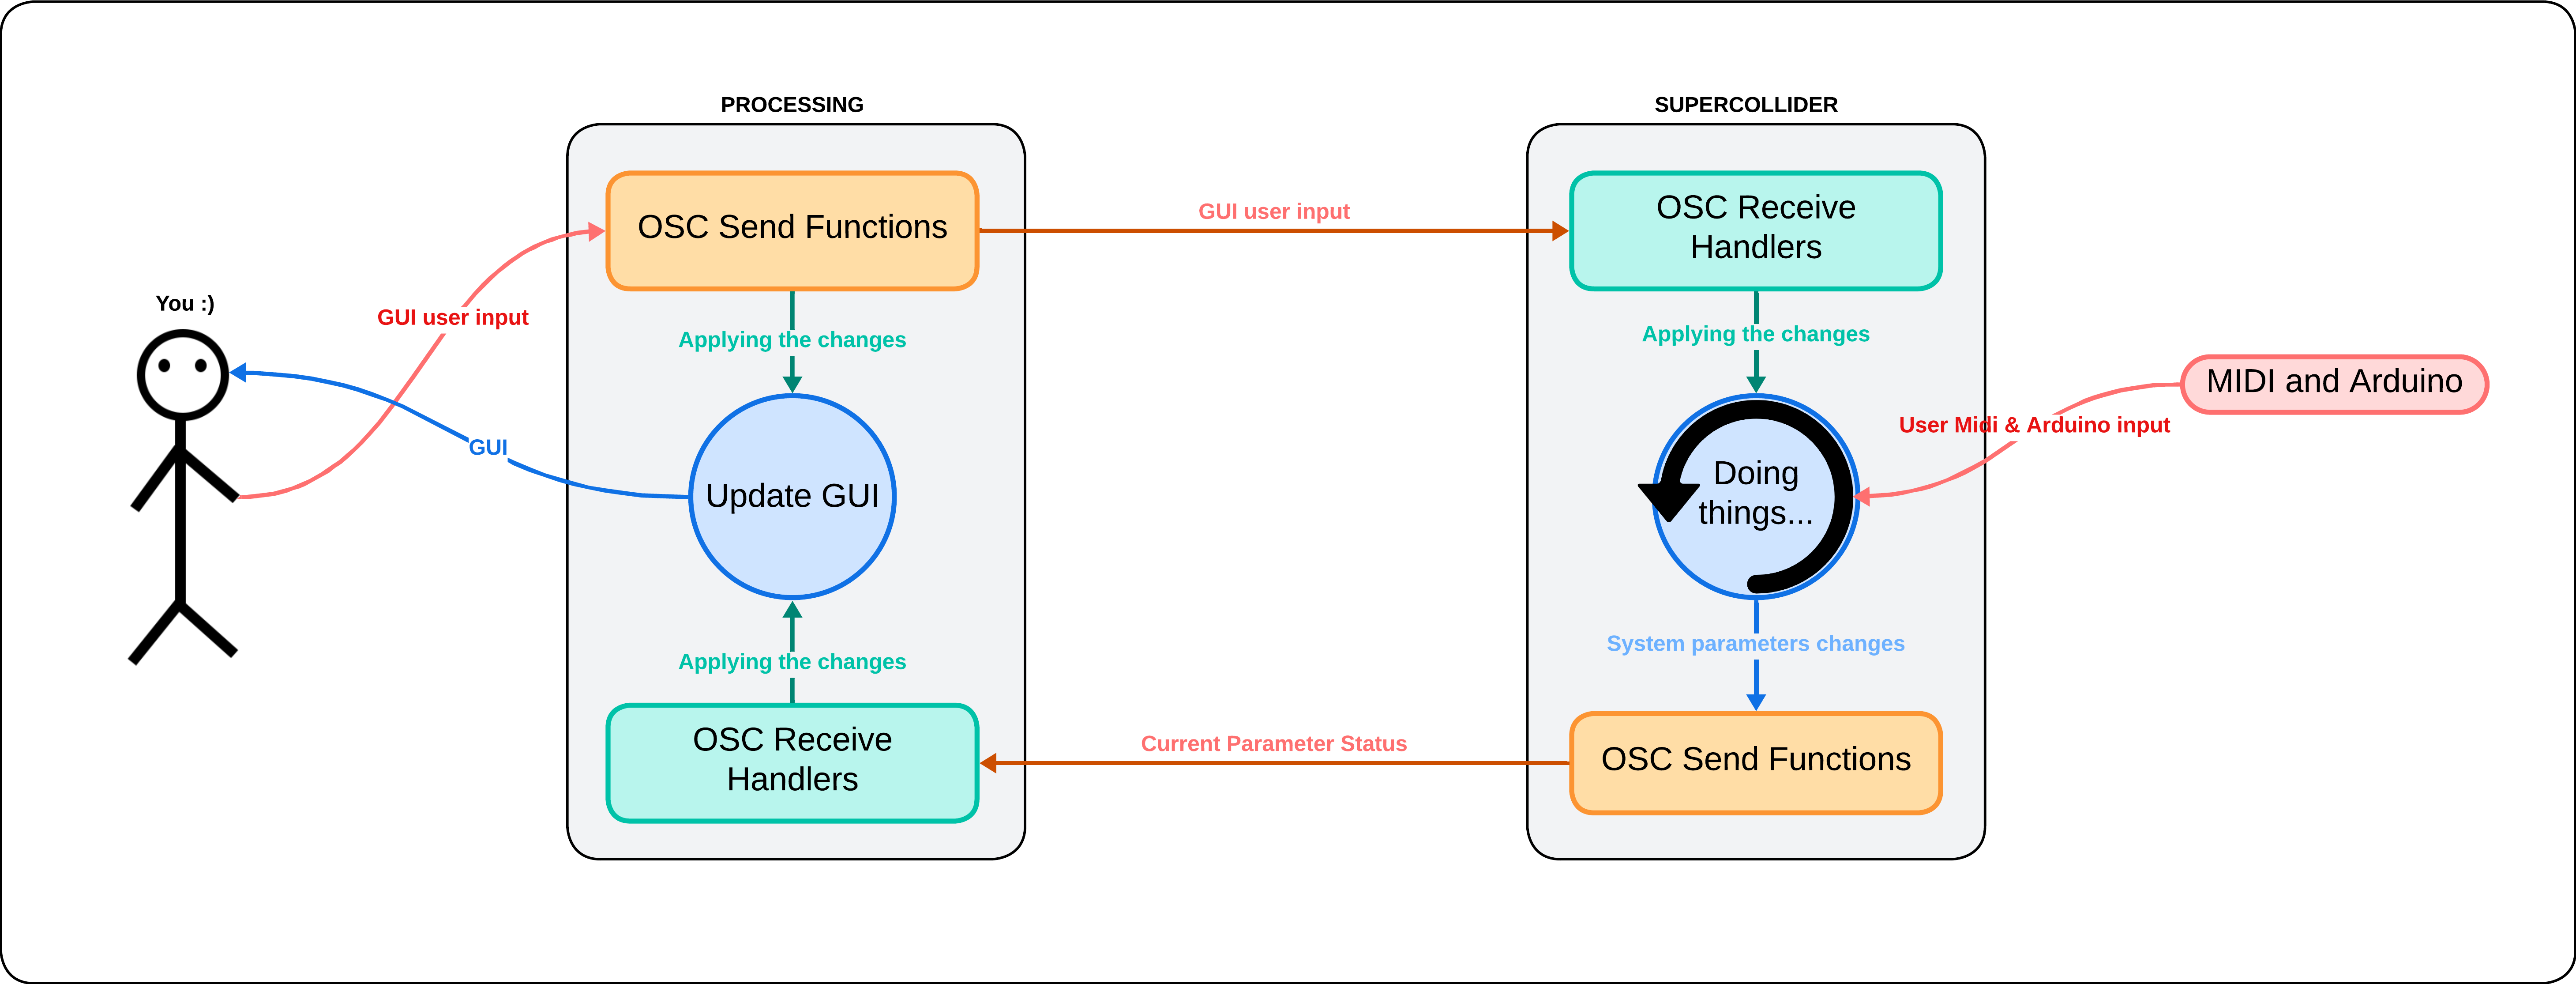 PROCESSING
SUPERCOLLIDER
OSC Send Functions
GUI user input
OSC Receive
Handlers
You :)
GUI user input
Applying the changes
Applying the changes
MIDI and Arduino
User Midi & Arduino input
GUI
Update GUI
Doing
things...
System parameters changes
Applying the changes
OSC Receive
Handlers
Current Parameter Status
OSC Send Functions